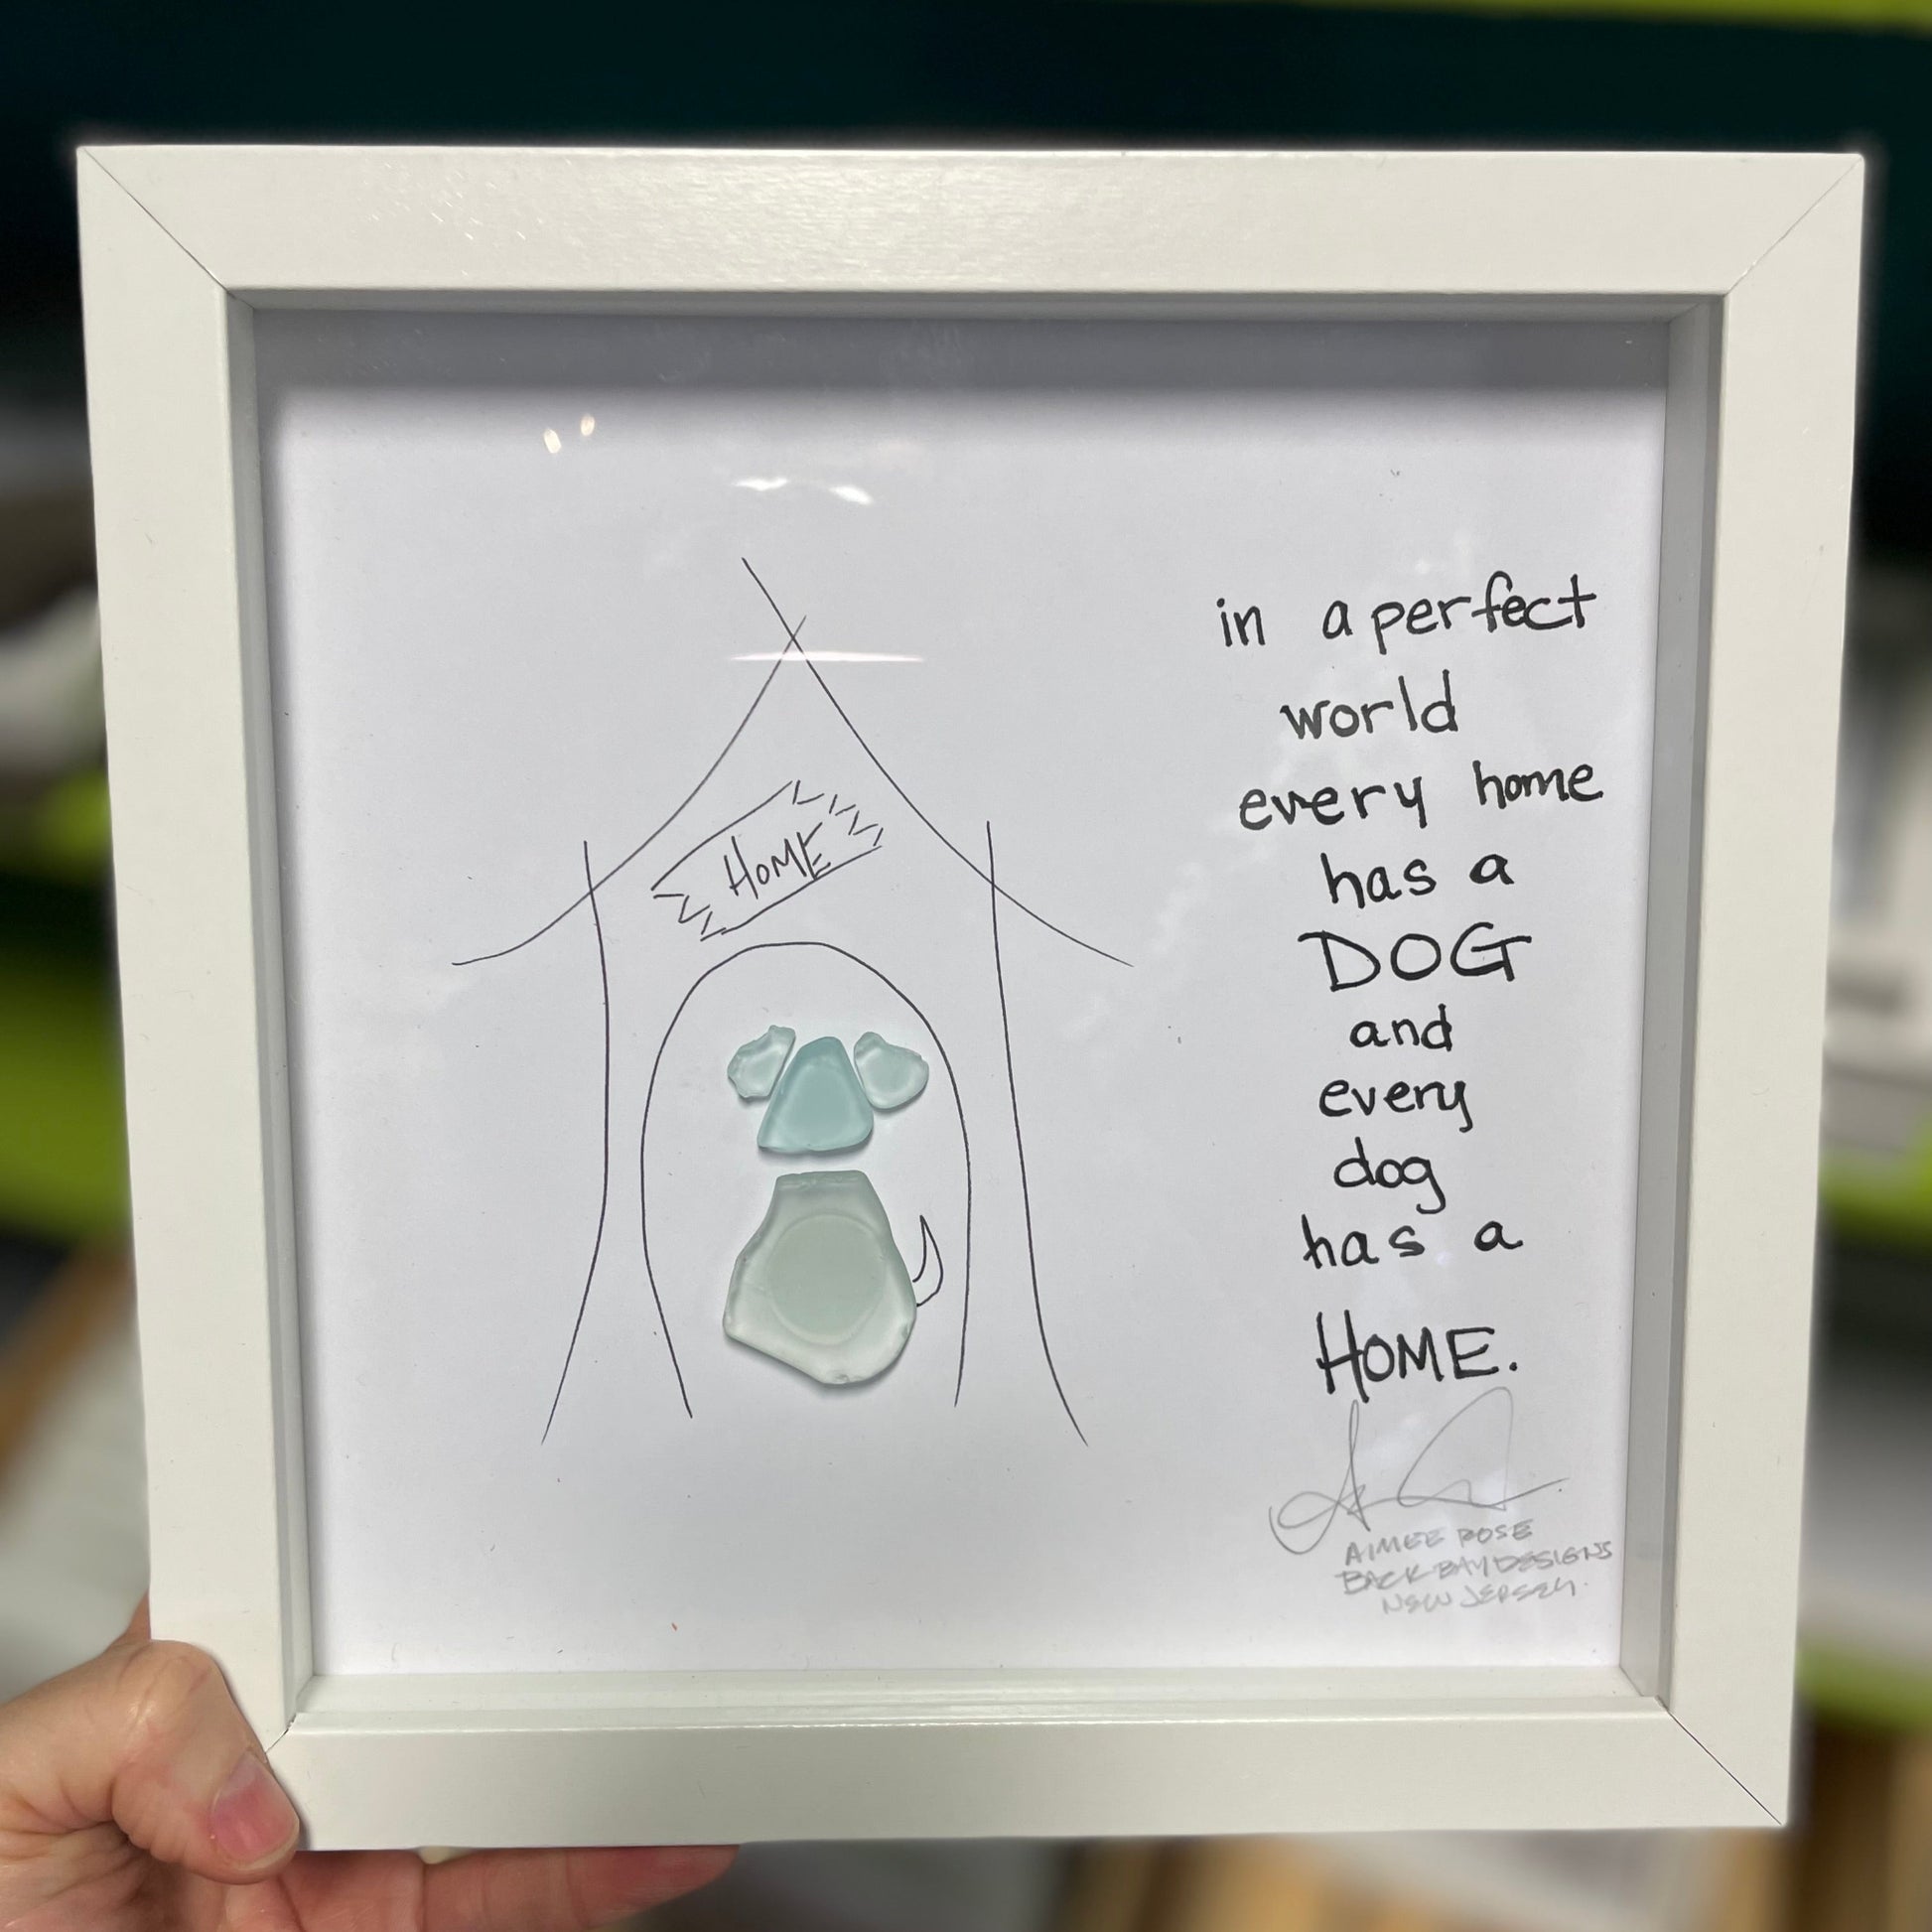 HOME
in a perfect
world
every home
has a
DOG
and
every
dog
has a
HOME.
AIMEE ROSE
BACK BAY DESIGNS
NEW JERSEY.